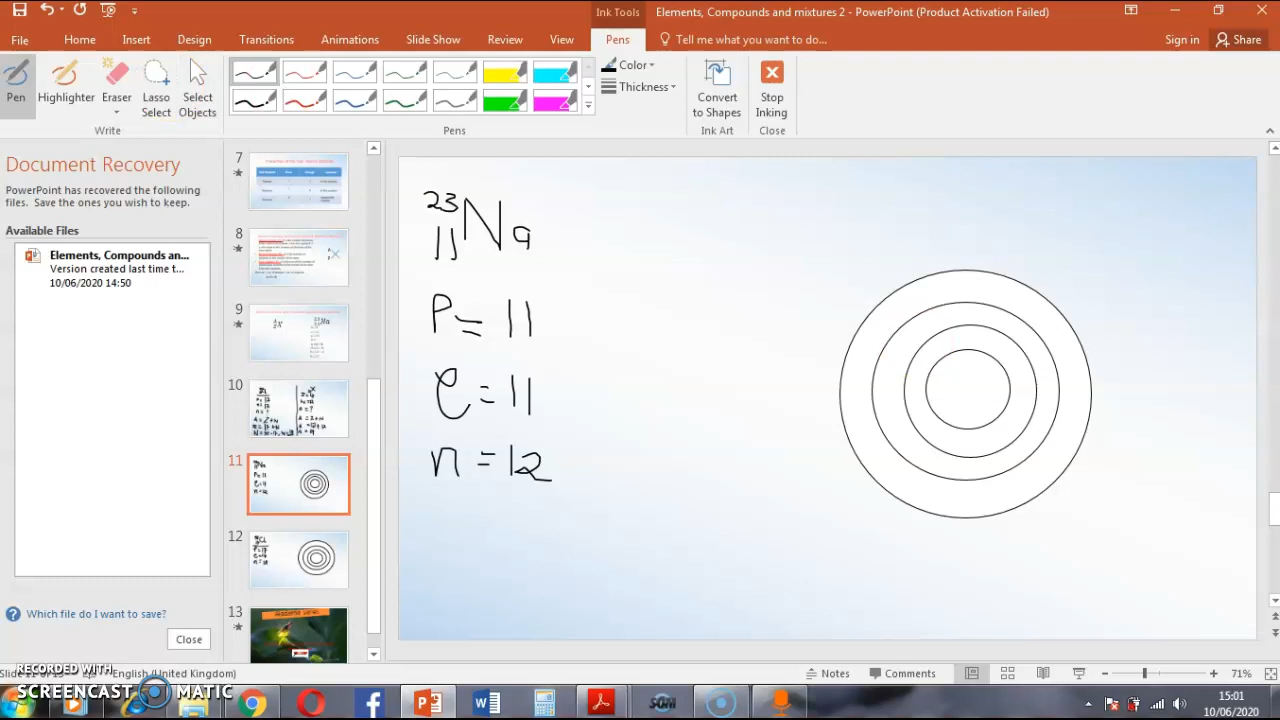 Ink Tools
Elements, Compounds and mixtures 2 - PowerPoint (Product Activation Failed)
File Home Insert Design Transitions Animations Slide Show Review View Pens Tell me what you want to do... Sign in Share
Pen Highlighter Eraser Lasso Select Select Objects
Color
Thickness
Convert to Shapes
Stop Inking
Write Pens Ink Art Close
Document Recovery
PowerPoint has recovered the following
files. Save the ones you wish to keep.
Available Files
Elements, Compounds an...
Version created last time t...
10/06/2020 14:50
Which file do I want to save?
Close
7
8
9
10
11
12
13
23
11 Na
P = 11
e = 11
n = 12
English (United Kingdom)
Notes Comments 71%
RECORDED WITH
SCREENCAST MATIC
15:01
10/06/2020